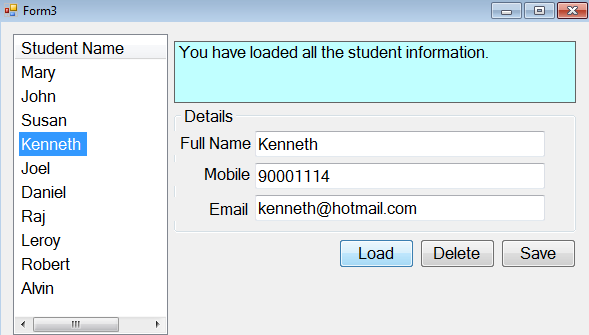 Form3
Student Name
Mary
John
Susan
Kenneth
Joel
Daniel
Raj
Leroy
Robert
Alvin
You have loaded all the student information.
Details
Full Name Kenneth
Mobile 90001114
Email kenneth@hotmail.com
Load Delete Save